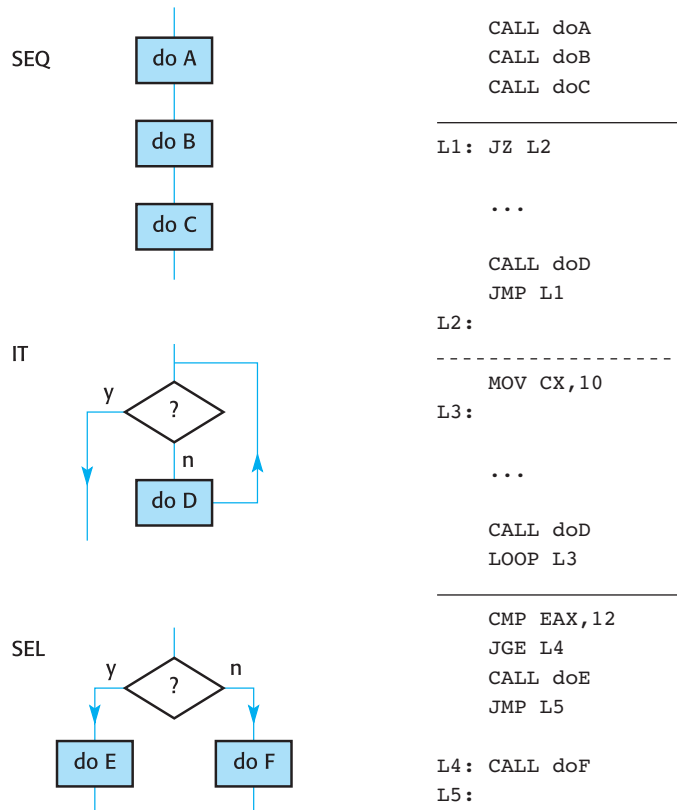 SEQ
do A
do B
do C
CALL doA
CALL doB
CALL doC
L1: JZ L2
...
CALL doD
JMP L1
L2:
IT
y
?
n
do D
MOV CX,10
L3:
...
CALL doD
LOOP L3
SEL
y
?
n
do E
do F
CMP EAX,12
JGE L4
CALL doE
JMP L5
L4: CALL doF
L5: